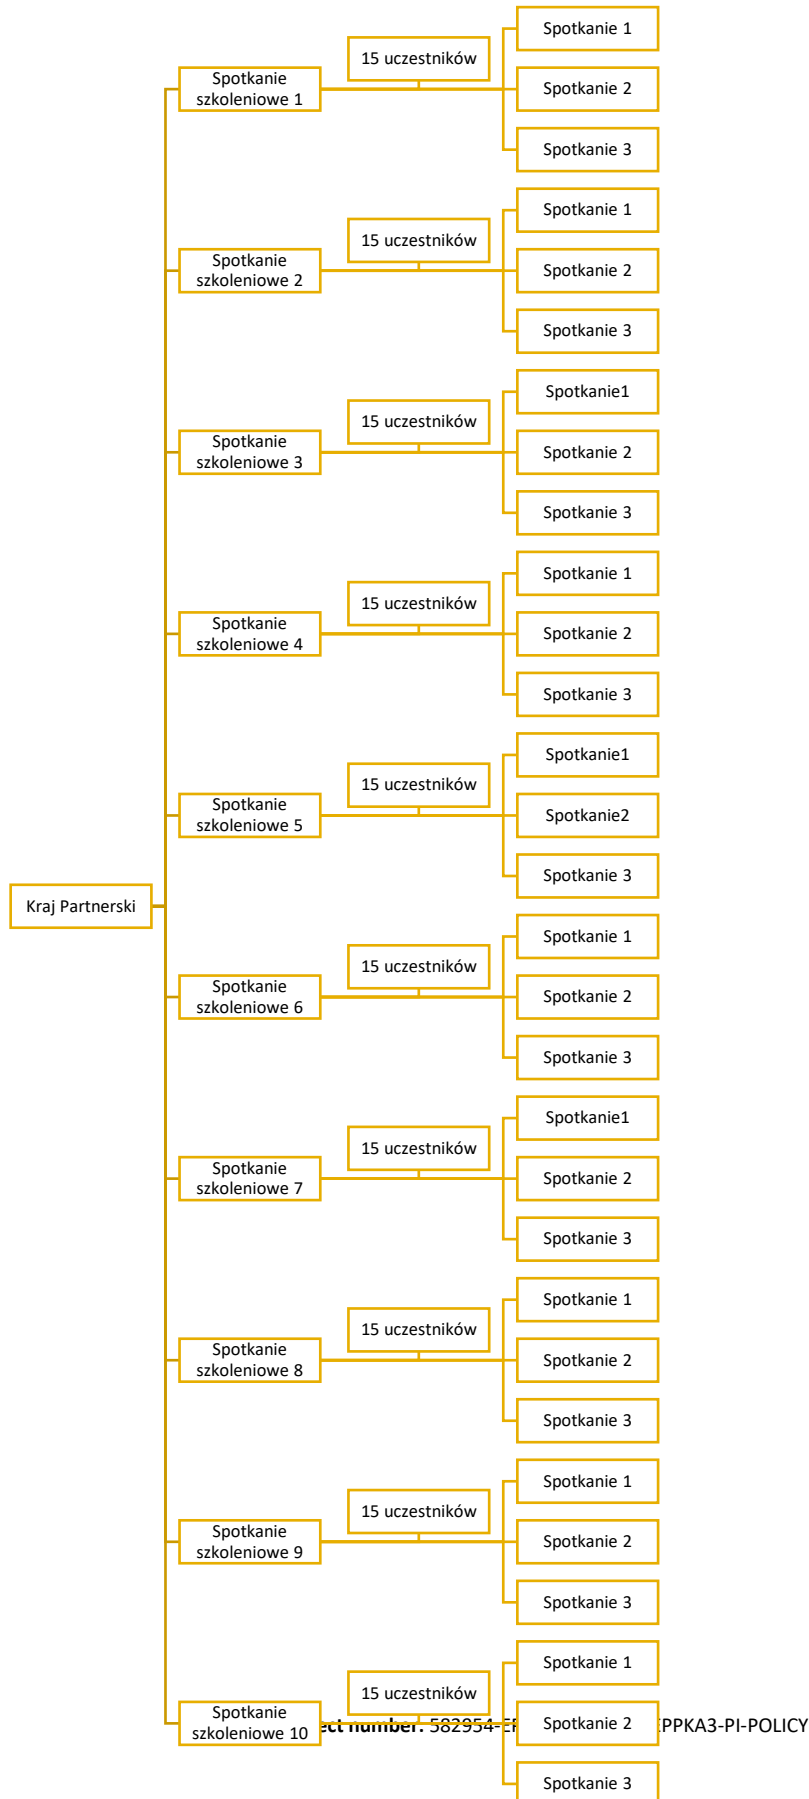 Spotkanie 1
15 uczestników
Spotkanie
szkoleniowe 1
Spotkanie 2
Spotkanie 3
Spotkanie 1
15 uczestników
Spotkanie
szkoleniowe 2
Spotkanie 2
Spotkanie 3
Spotkanie1
15 uczestników
Spotkanie
szkoleniowe 3
Spotkanie 2
Spotkanie 3
Spotkanie 1
15 uczestników
Spotkanie
szkoleniowe 4
Spotkanie 2
Spotkanie 3
Spotkanie1
15 uczestników
Spotkanie
szkoleniowe 5
Spotkanie2
Spotkanie 3
Kraj Partnerski
Spotkanie 1
15 uczestników
Spotkanie
szkoleniowe 6
Spotkanie 2
Spotkanie 3
Spotkanie1
15 uczestników
Spotkanie
szkoleniowe 7
Spotkanie 2
Spotkanie 3
Spotkanie 1
15 uczestników
Spotkanie
szkoleniowe 8
Spotkanie 2
Spotkanie 3
Spotkanie 1
15 uczestników
Spotkanie
szkoleniowe 9
Spotkanie 2
Spotkanie 3
Spotkanie 1
15 uczestników
Spotkanie
szkoleniowe 10
Spotkanie 2
number: 582954-E PPKA3-PI-POLICY
Spotkanie 3